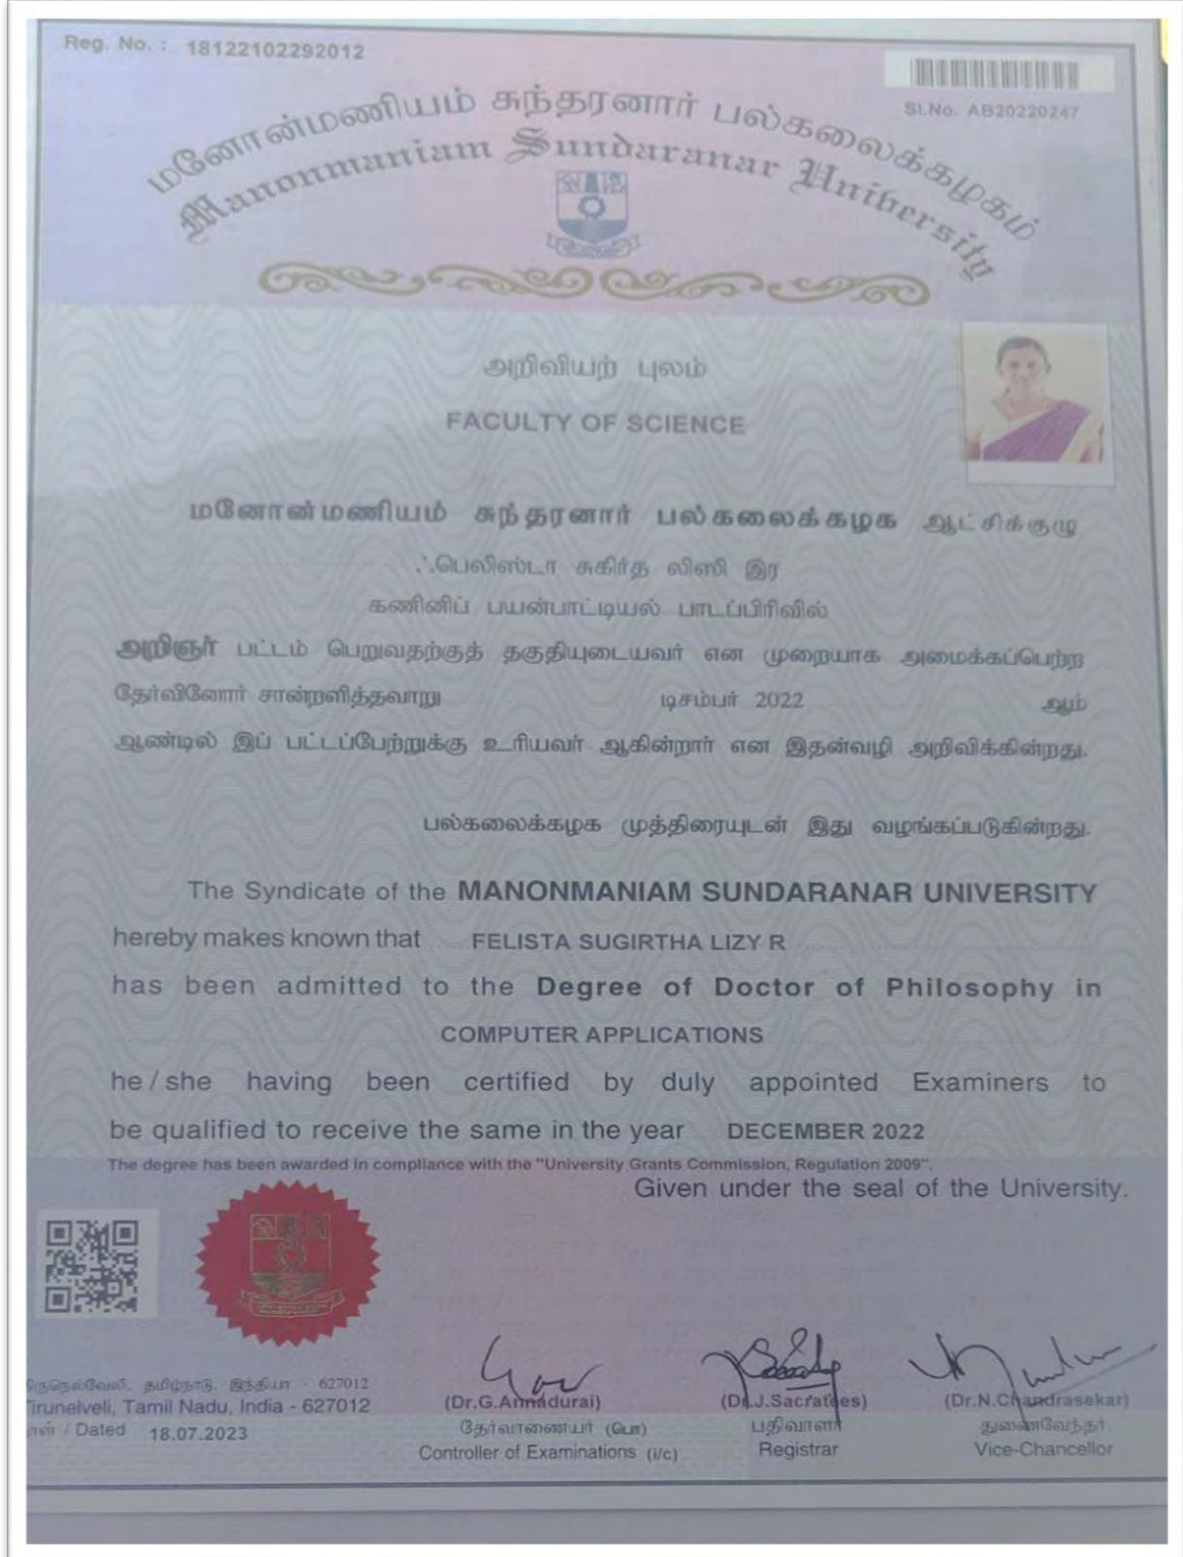 Reg. No. : 18122102292012
Sl.No. AB20220247
மனோன்மணியம் சுந்தரனார் பல்கலைக்கழகம்
Manonmaniam Sundaranar University
அறிவியற் புலம்
FACULTY OF SCIENCE
மனோன்மணியம் சுந்தரனார் பல்கலைக்கழக ஆட்சிக்குழு
ஃபெலிஸ்டா சுகிர்த லிஸி இர
கணினிப் பயன்பாட்டியல் பாடப்பிரிவில்
அறிஞர் பட்டம் பெறுவதற்குத் தகுதியுடையவர் என முறையாக அமைக்கப்பெற்ற
தேர்வினோர் சான்றளித்தவாறு டிசம்பர் 2022 ஆம்
ஆண்டில் இப் பட்டப்பேற்றுக்கு உரியவர் ஆகின்றார் என இதன்வழி அறிவிக்கின்றது.
பல்கலைக்கழக முத்திரையுடன் இது வழங்கப்படுகின்றது.
The Syndicate of the MANONMANIAM SUNDARANAR UNIVERSITY
hereby makes known that FELISTA SUGIRTHA LIZY R
has been admitted to the Degree of Doctor of Philosophy in
COMPUTER APPLICATIONS
he / she having been certified by duly appointed Examiners to
be qualified to receive the same in the year DECEMBER 2022
The degree has been awarded in compliance with the "University Grants Commission, Regulation 2009".
Given under the seal of the University.
திருநெல்வேலி, தமிழ்நாடு, இந்தியா - 627012
Tirunelveli, Tamil Nadu, India - 627012
நாள் / Dated 18.07.2023
(Dr.G.Annadurai)
தேர்வாணையர் (பொ)
Controller of Examinations (i/c)
(Dr.J.Sacratees)
பதிவாளர்
Registrar
(Dr.N.Chandrasekar)
துணைவேந்தர்
Vice-Chancellor